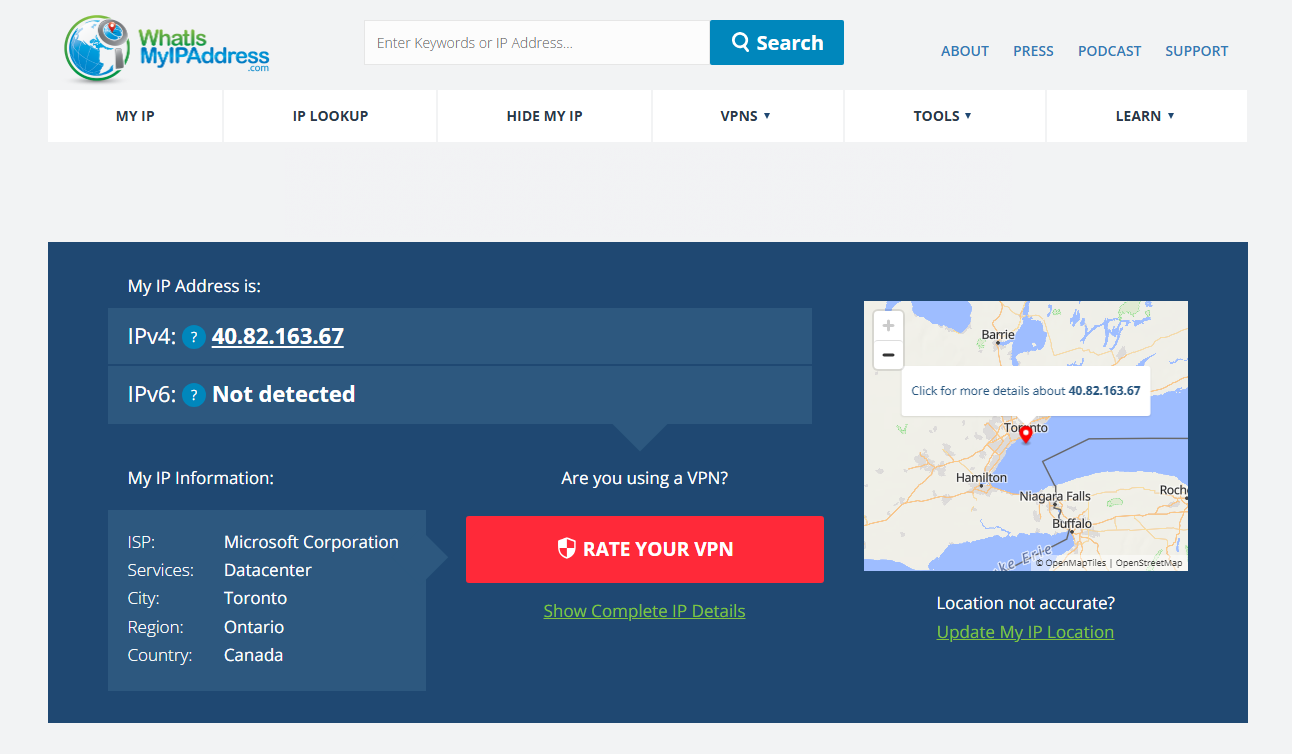 WhatIs
MyIPAddress
.com
Enter Keywords or IP Address...
Search
ABOUT PRESS PODCAST SUPPORT
MY IP IP LOOKUP HIDE MY IP VPNS ▾ TOOLS ▾ LEARN ▾
My IP Address is:
IPv4: ? 40.82.163.67
IPv6: ? Not detected
My IP Information:
ISP: Microsoft Corporation
Services: Datacenter
City: Toronto
Region: Ontario
Country: Canada
Are you using a VPN?
RATE YOUR VPN
Show Complete IP Details
+
−
Barrie
Click for more details about 40.82.163.67
Toronto
Hamilton
Niagara Falls
Roch
Buffalo
ke Erie
© OpenMapTiles | OpenStreetMap
Location not accurate?
Update My IP Location